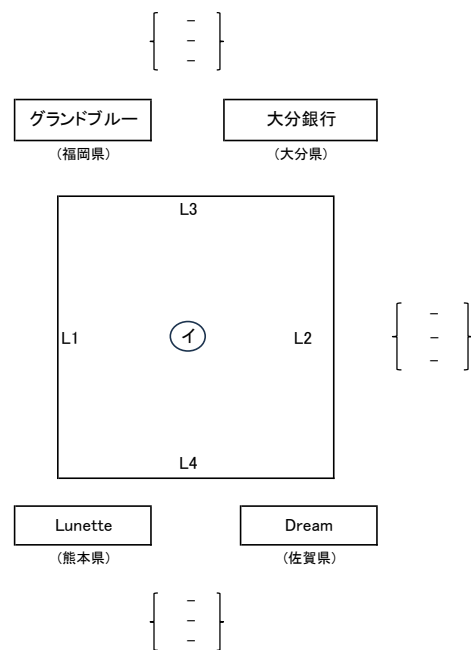 －
－
－
グランドブルー
大分銀行
(福岡県)
(大分県)
L3
L1
イ
L2
－
－
－
L4
Lunette
Dream
(熊本県)
(佐賀県)
－
－
－